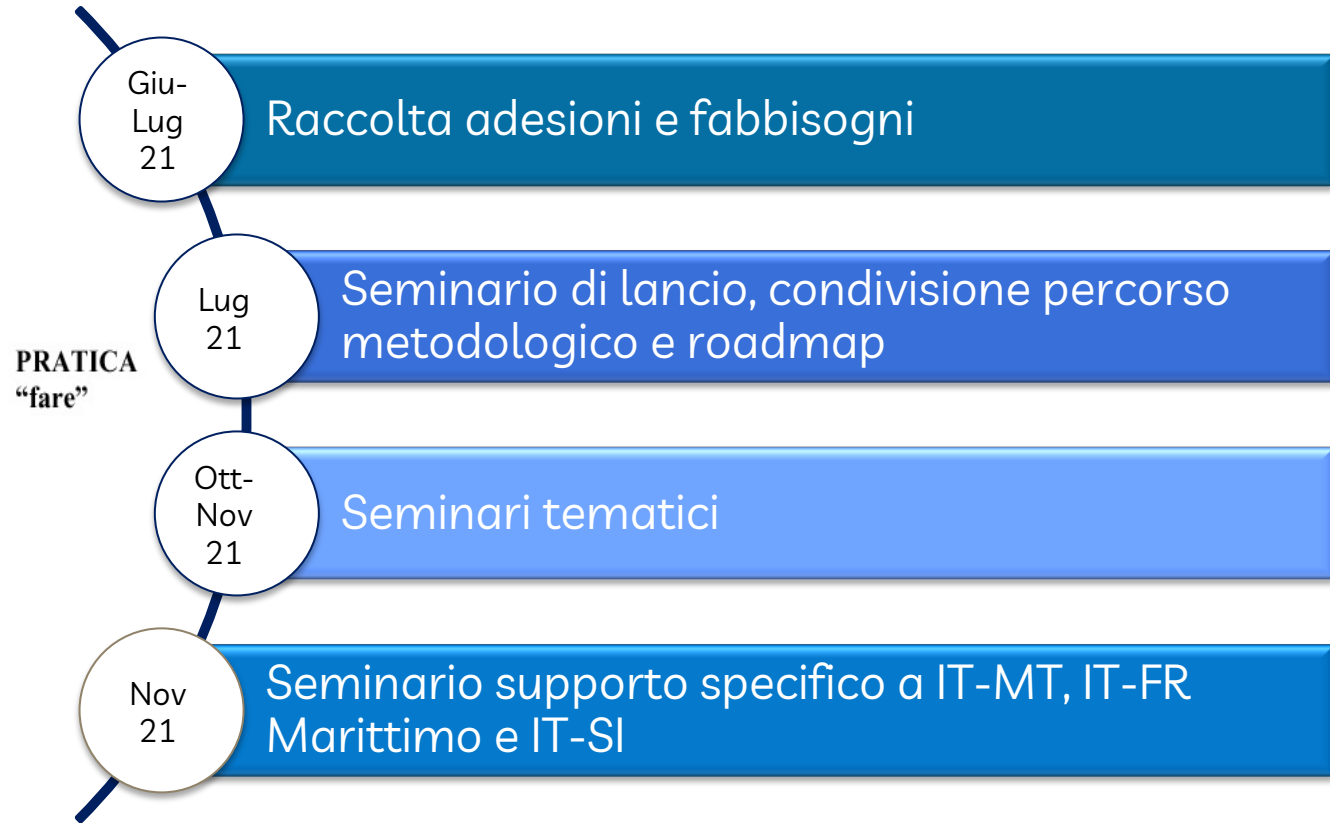 Giu-
Lug
21
Raccolta adesioni e fabbisogni
Lug
21
Seminario di lancio, condivisione percorso
metodologico e roadmap
PRATICA
“fare”
Ott-
Nov
21
Seminari tematici
Nov
21
Seminario supporto specifico a IT-MT, IT-FR
Marittimo e IT-SI